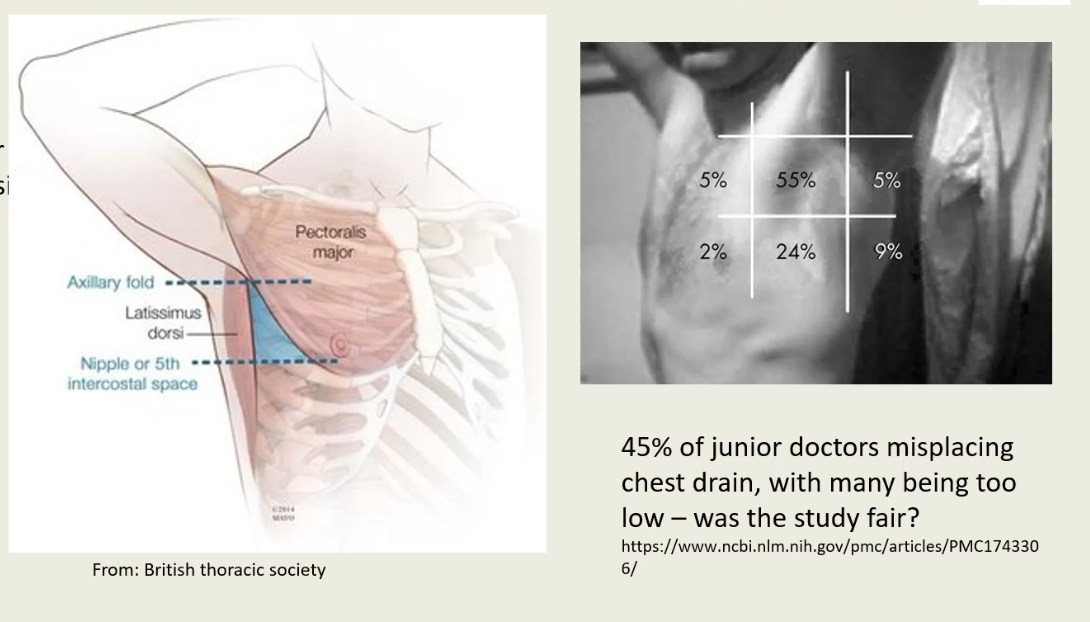 Pectoralis
major
Axillary fold
Latissimus
dorsi
Nipple or 5th
intercostal space
©2014
MAYO
From: British thoracic society
5% 55% 5%
2% 24% 9%
45% of junior doctors misplacing
chest drain, with many being too
low – was the study fair?
https://www.ncbi.nlm.nih.gov/pmc/articles/PMC174330
6/